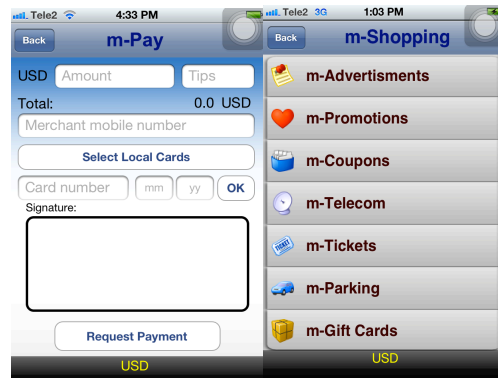 Tele2 4:33 PM
Back m-Pay
USD Amount Tips
Total: 0.0 USD
Merchant mobile number
Select Local Cards
Card number mm yy OK
Signature:
Request Payment
USD
Tele2 3G 1:03 PM
Back m-Shopping
m-Advertisments
m-Promotions
m-Coupons
m-Telecom
TICKET m-Tickets
m-Parking
m-Gift Cards
USD